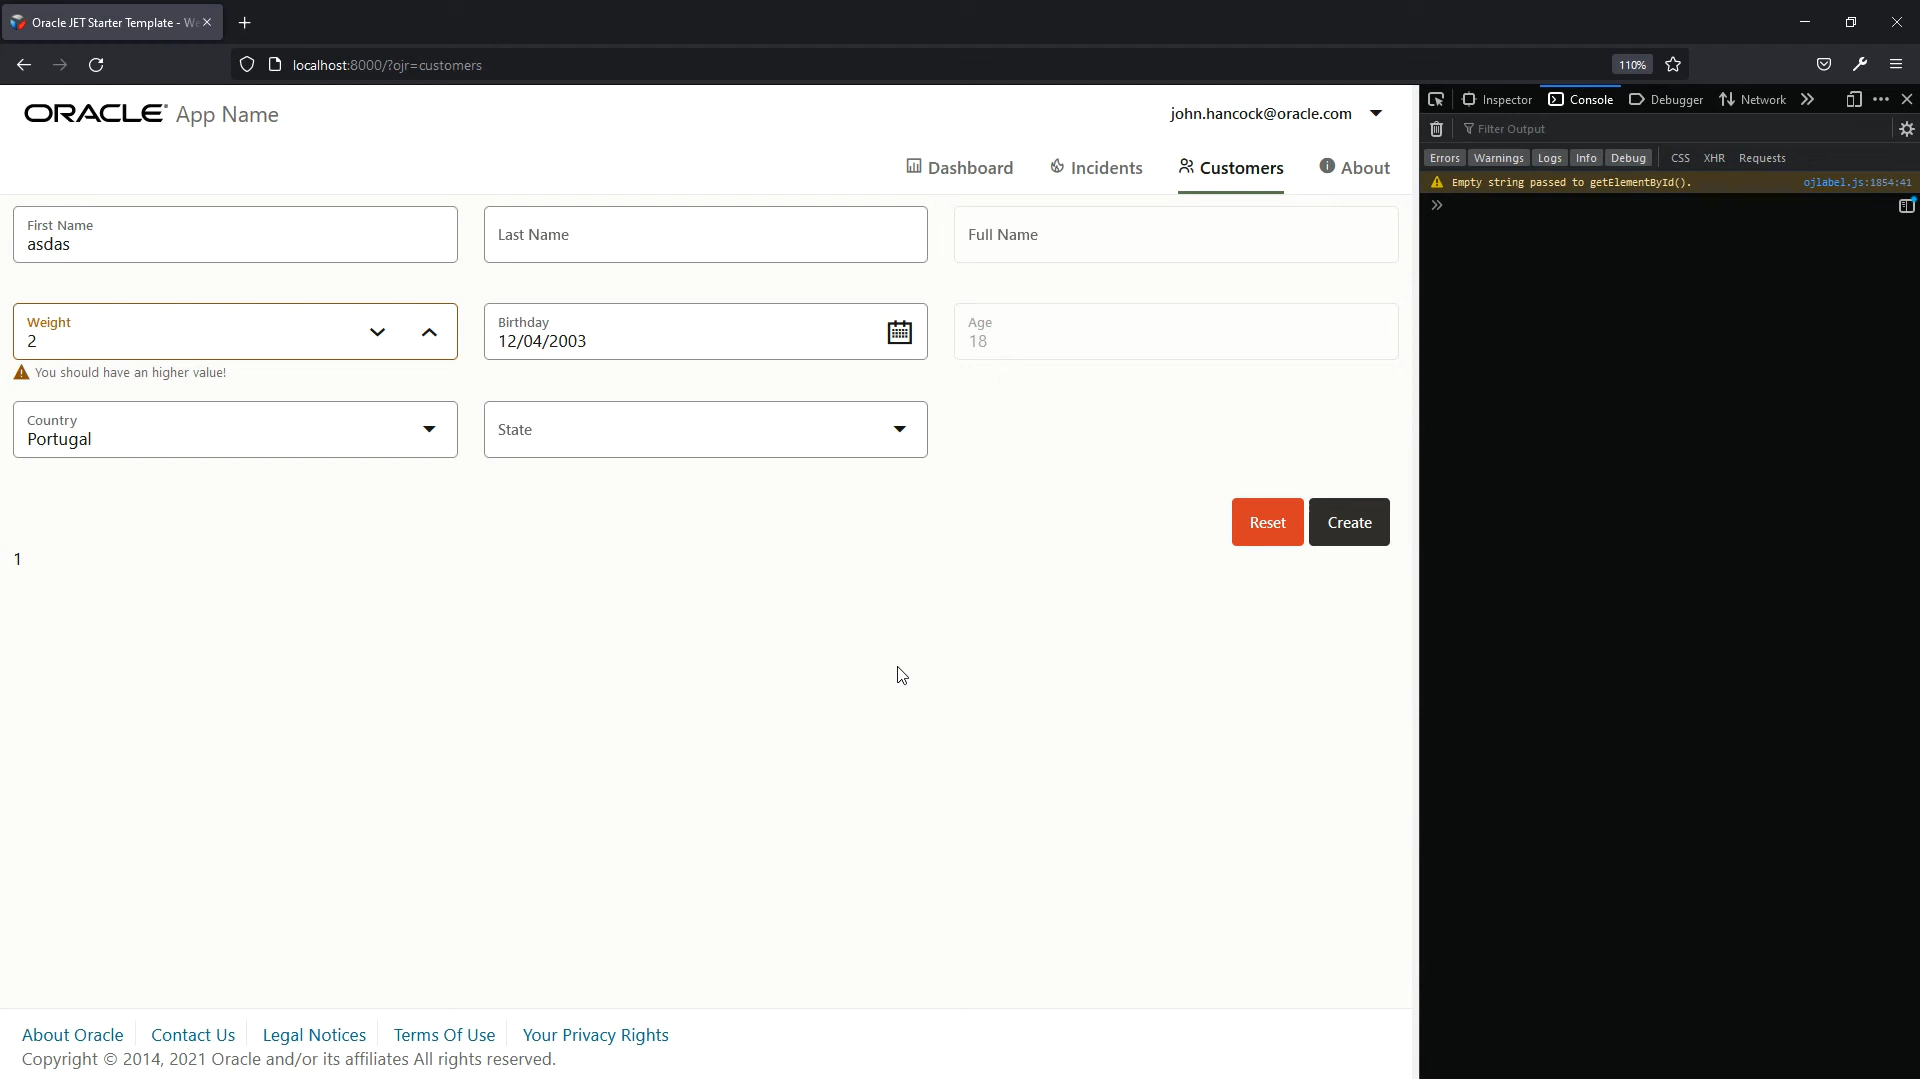 Oracle JET Starter Template - We
localhost:8000/?ojr=customers
110%
ORACLE App Name
john.hancock@oracle.com
Dashboard
Incidents
Customers
About
First Name
asdas
Last Name
Full Name
Weight
2
You should have an higher value!
Birthday
12/04/2003
Age
18
Country
Portugal
State
Reset
Create
1
About Oracle
Contact Us
Legal Notices
Terms Of Use
Your Privacy Rights
Copyright © 2014, 2021 Oracle and/or its affiliates All rights reserved.
Inspector
Console
Debugger
Network
Filter Output
Errors
Warnings
Logs
Info
Debug
CSS
XHR
Requests
Empty string passed to getElementById().
ojlabel.js:1854:41